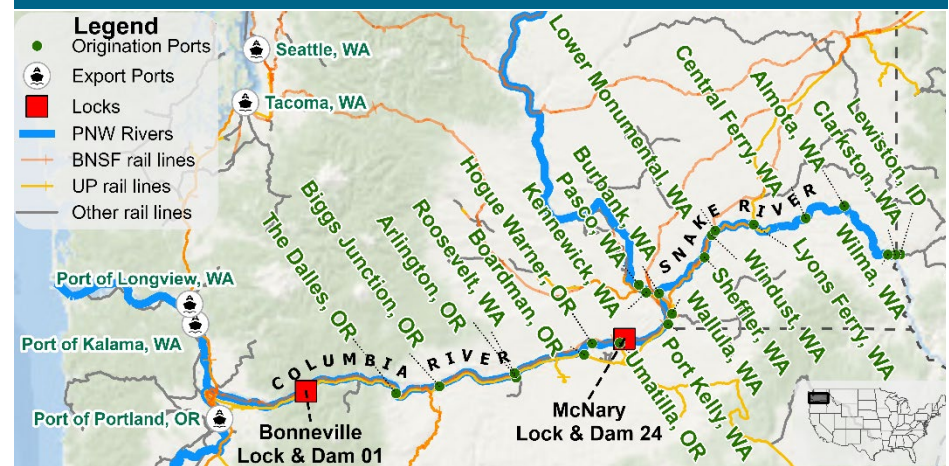 Legend
Origination Ports
Export Ports
Locks
PNW Rivers
BNSF rail lines
UP rail lines
Other rail lines
Seattle, WA
Tacoma, WA
Port of Longview, WA
Port of Kalama, WA
Port of Portland, OR
The Dalles, OR
Biggs Junction, OR
Arlington, OR
Roosevelt, WA
Boardman, OR
Hogue Warner, OR
Kennewick, WA
Pasco, WA
Burbank, WA
Lower Monumental, WA
Central Ferry, WA
Almota, WA
Clarkston, WA
Lewiston, ID
COLUMBIA RIVER
SNAKE RIVER
Bonneville
Lock & Dam 01
McNary
Lock & Dam 24
Umatilla, OR
Port Kelly, WA
Wallula, WA
Sheffler, WA
Windust, WA
Lyons Ferry, WA
Wilma, WA